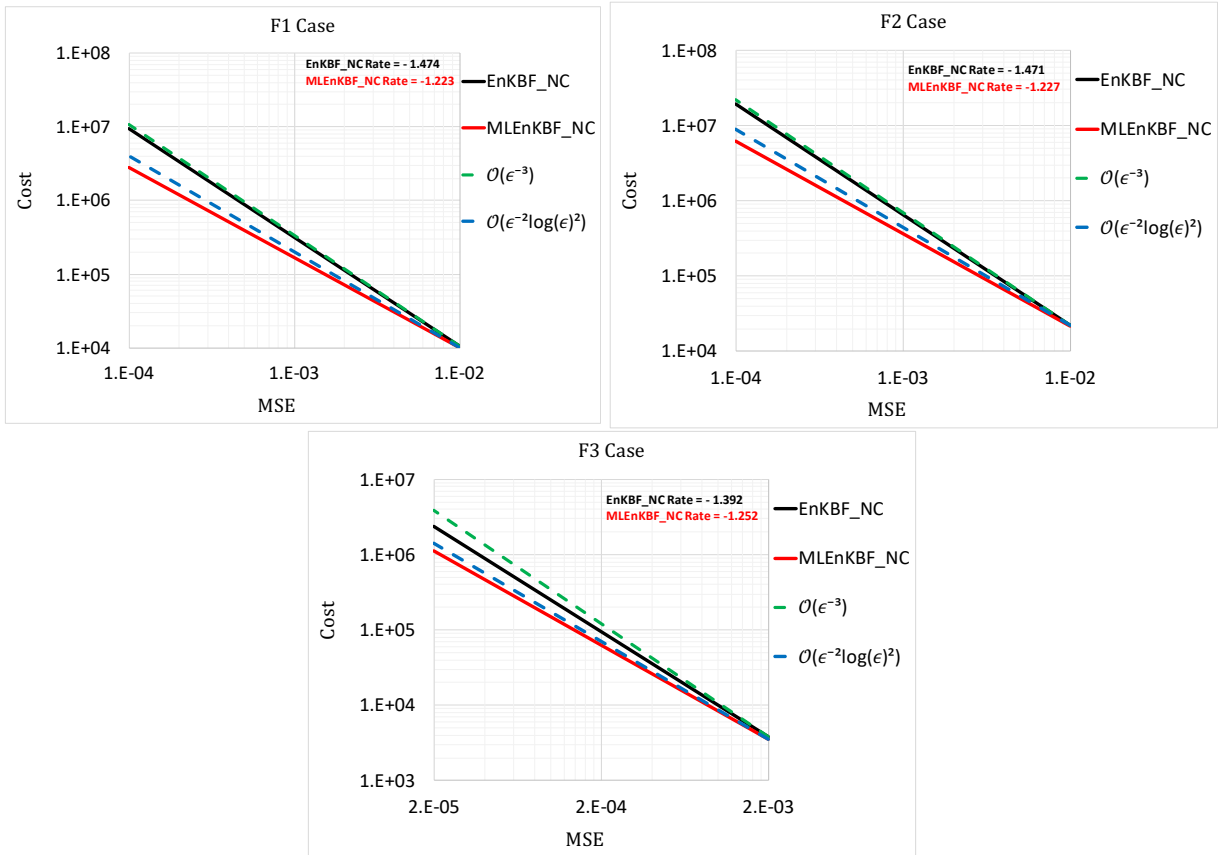 F1 Case
1.E+08
1.E+07
1.E+06
1.E+05
1.E+04
Cost
1.E-04
1.E-03
1.E-02
MSE
EnKBF_NC Rate = - 1.474
MLEnKBF_NC Rate = -1.223
EnKBF_NC
MLEnKBF_NC
𝒪(ϵ⁻³)
𝒪(ϵ⁻²log(ϵ)²)
F2 Case
1.E+08
1.E+07
1.E+06
1.E+05
1.E+04
Cost
1.E-04
1.E-03
1.E-02
MSE
EnKBF_NC Rate = - 1.471
MLEnKBF_NC Rate = -1.227
EnKBF_NC
MLEnKBF_NC
𝒪(ϵ⁻³)
𝒪(ϵ⁻²log(ϵ)²)
F3 Case
1.E+07
1.E+06
1.E+05
1.E+04
1.E+03
Cost
2.E-05
2.E-04
2.E-03
MSE
EnKBF_NC Rate = - 1.392
MLEnKBF_NC Rate = -1.252
EnKBF_NC
MLEnKBF_NC
𝒪(ϵ⁻³)
𝒪(ϵ⁻²log(ϵ)²)